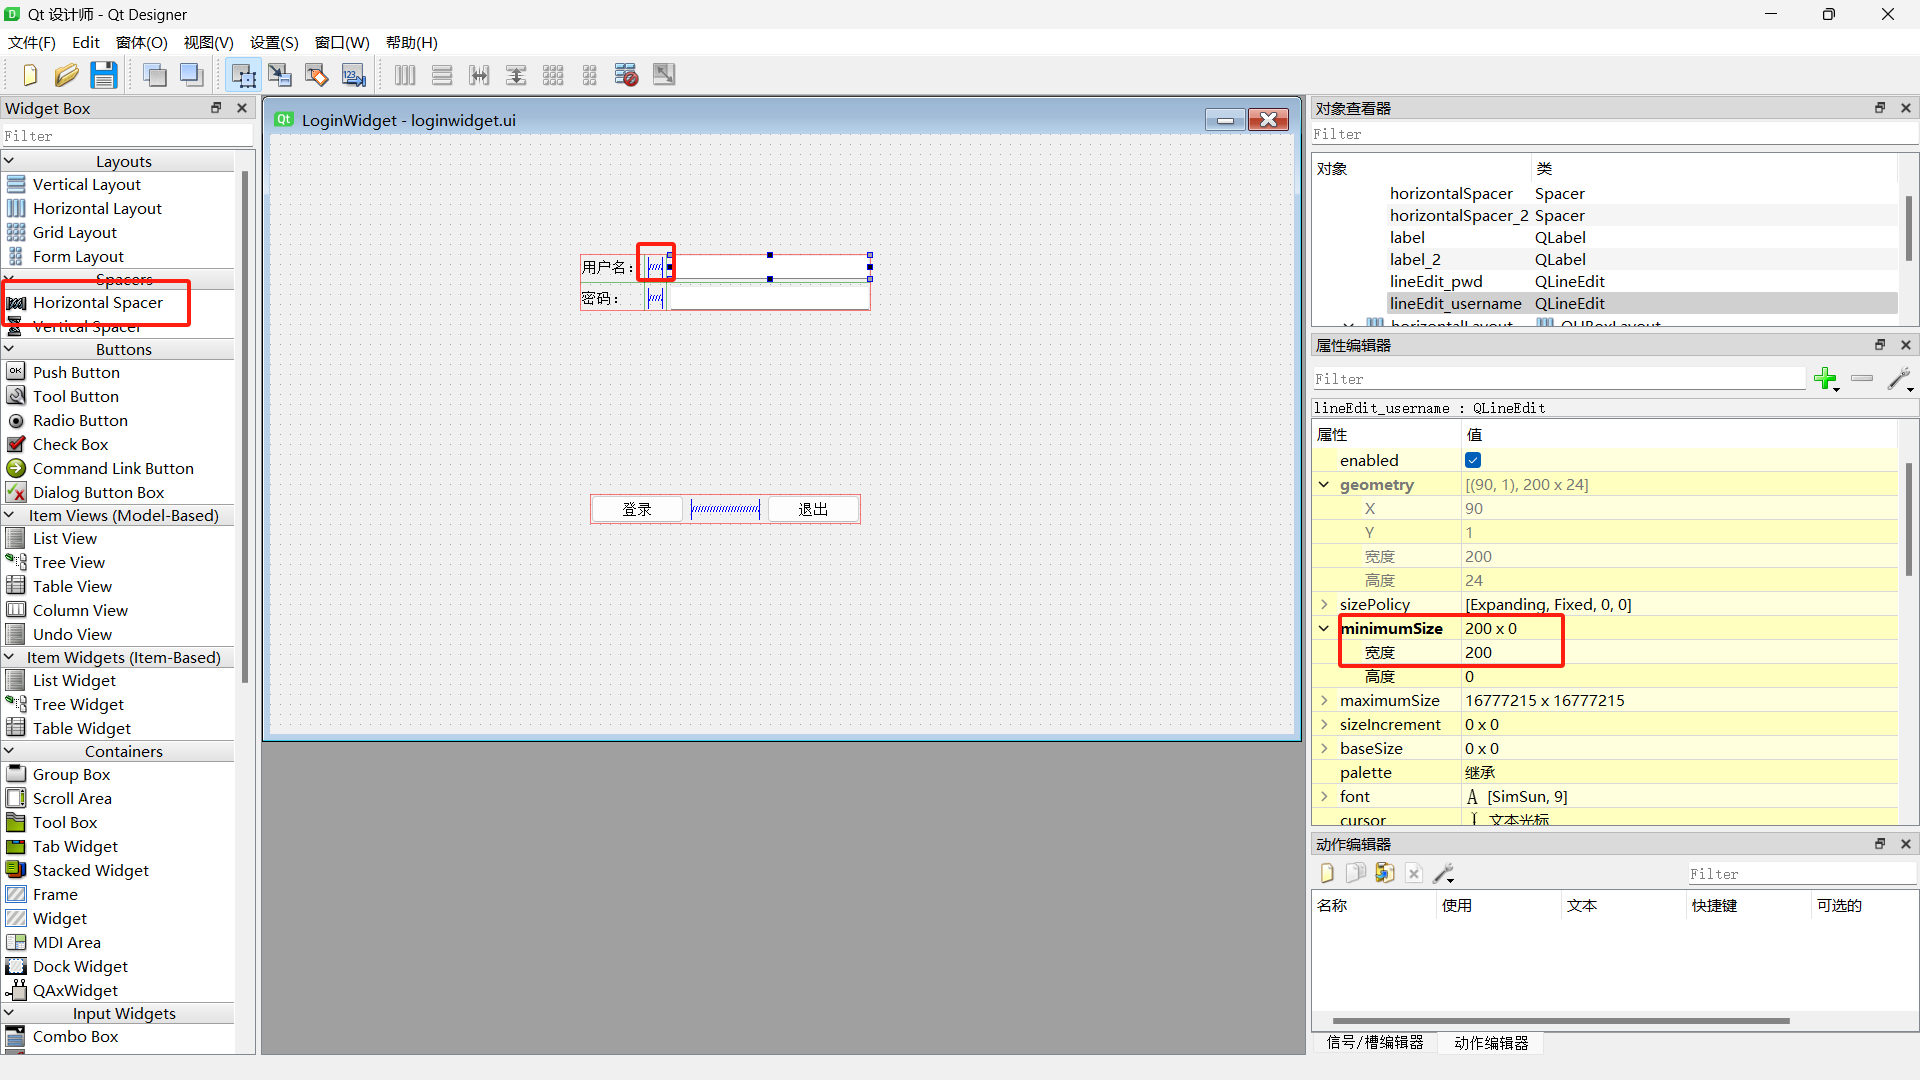 Qt 设计师 - Qt Designer
文件(F) Edit 窗体(O) 视图(V) 设置(S) 窗口(W) 帮助(H)
Widget Box
Filter
Layouts
Vertical Layout
Horizontal Layout
Grid Layout
Form Layout
Spacers
Horizontal Spacer
Vertical Spacer
Buttons
Push Button
Tool Button
Radio Button
Check Box
Command Link Button
Dialog Button Box
Item Views (Model-Based)
List View
Tree View
Table View
Column View
Undo View
Item Widgets (Item-Based)
List Widget
Tree Widget
Table Widget
Containers
Group Box
Scroll Area
Tool Box
Tab Widget
Stacked Widget
Frame
Widget
MDI Area
Dock Widget
QAxWidget
Input Widgets
Combo Box
LoginWidget - loginwidget.ui
用户名：
密码：
登录 退出
对象查看器
Filter
对象 类
horizontalSpacer Spacer
horizontalSpacer_2 Spacer
label QLabel
label_2 QLabel
lineEdit_pwd QLineEdit
lineEdit_username QLineEdit
horizontalLayout QHBoxLayout
属性编辑器
Filter
lineEdit_username : QLineEdit
属性 值
enabled
geometry [(90, 1), 200 x 24]
X 90
Y 1
宽度 200
高度 24
sizePolicy [Expanding, Fixed, 0, 0]
minimumSize 200 x 0
宽度 200
高度 0
maximumSize 16777215 x 16777215
sizeIncrement 0 x 0
baseSize 0 x 0
palette 继承
font A [SimSun, 9]
cursor 文本光标
动作编辑器
Filter
名称 使用 文本 快捷键 可选的
信号/槽编辑器 动作编辑器